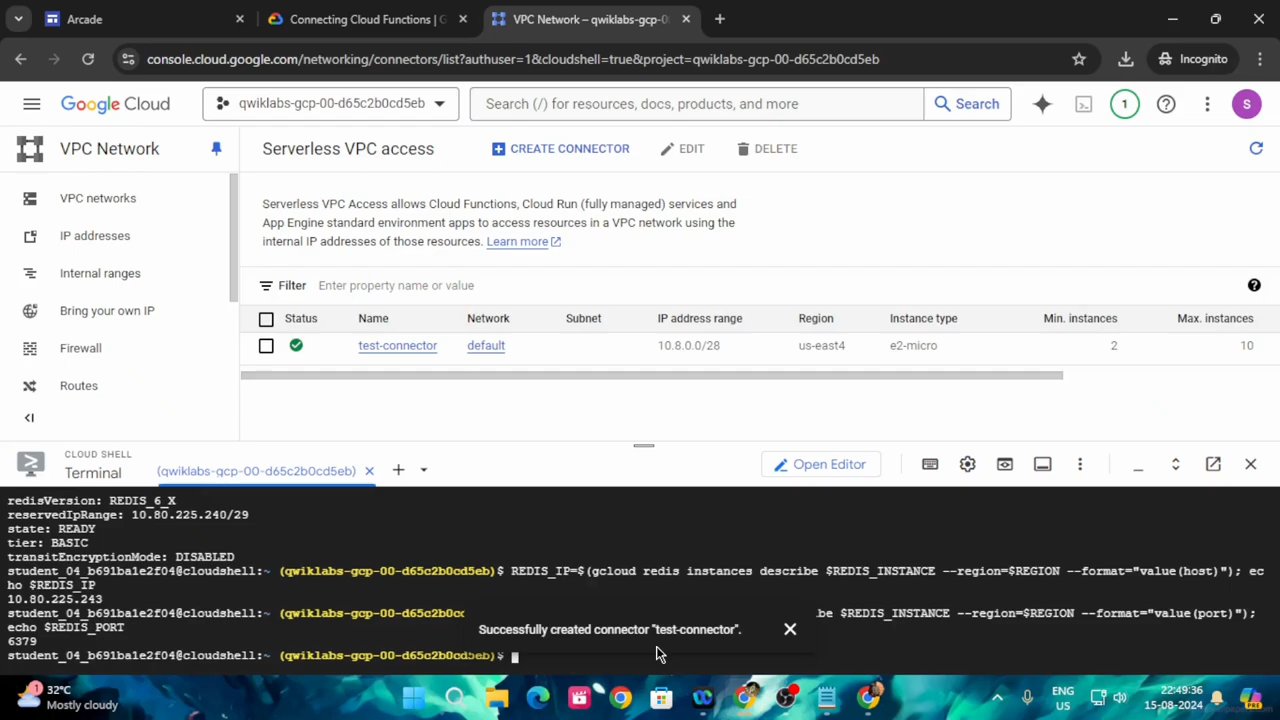 Arcade
Connecting Cloud Functions | G
VPC Network – qwiklabs-gcp-0
console.cloud.google.com/networking/connectors/list?authuser=1&cloudshell=true&project=qwiklabs-gcp-00-d65c2b0cd5eb
Incognito
Google Cloud
qwiklabs-gcp-00-d65c2b0cd5eb
Search (/) for resources, docs, products, and more
Search
1
S
VPC Network
Serverless VPC access
CREATE CONNECTOR
EDIT
DELETE
VPC networks
IP addresses
Internal ranges
Bring your own IP
Firewall
Routes
Serverless VPC Access allows Cloud Functions, Cloud Run (fully managed) services and
App Engine standard environment apps to access resources in a VPC network using the
internal IP addresses of those resources. Learn more
Filter Enter property name or value
Status Name Network Subnet IP address range Region Instance type Min. instances Max. instances
test-connector default 10.8.0.0/28 us-east4 e2-micro 2 10
CLOUD SHELL
Terminal
(qwiklabs-gcp-00-d65c2b0cd5eb)
Open Editor
redisVersion: REDIS_6_X
reservedIpRange: 10.80.225.240/29
state: READY
tier: BASIC
transitEncryptionMode: DISABLED
student_04_b691ba1e2f04@cloudshell:~ (qwiklabs-gcp-00-d65c2b0cd5eb)$ REDIS_IP=$(gcloud redis instances describe $REDIS_INSTANCE --region=$REGION --format="value(host)"); ec
ho $REDIS_IP
10.80.225.243
student_04_b691ba1e2f04@cloudshell:~ (qwiklabs-gcp-00-d65c2b0cd be $REDIS_INSTANCE --region=$REGION --format="value(port)");
echo $REDIS_PORT
6379
student_04_b691ba1e2f04@cloudshell:~ (qwiklabs-gcp-00-d65c2b0cd5eb)$
Successfully created connector "test-connector".
32°C
Mostly cloudy
ENG
US
22:49:36
15-08-2024